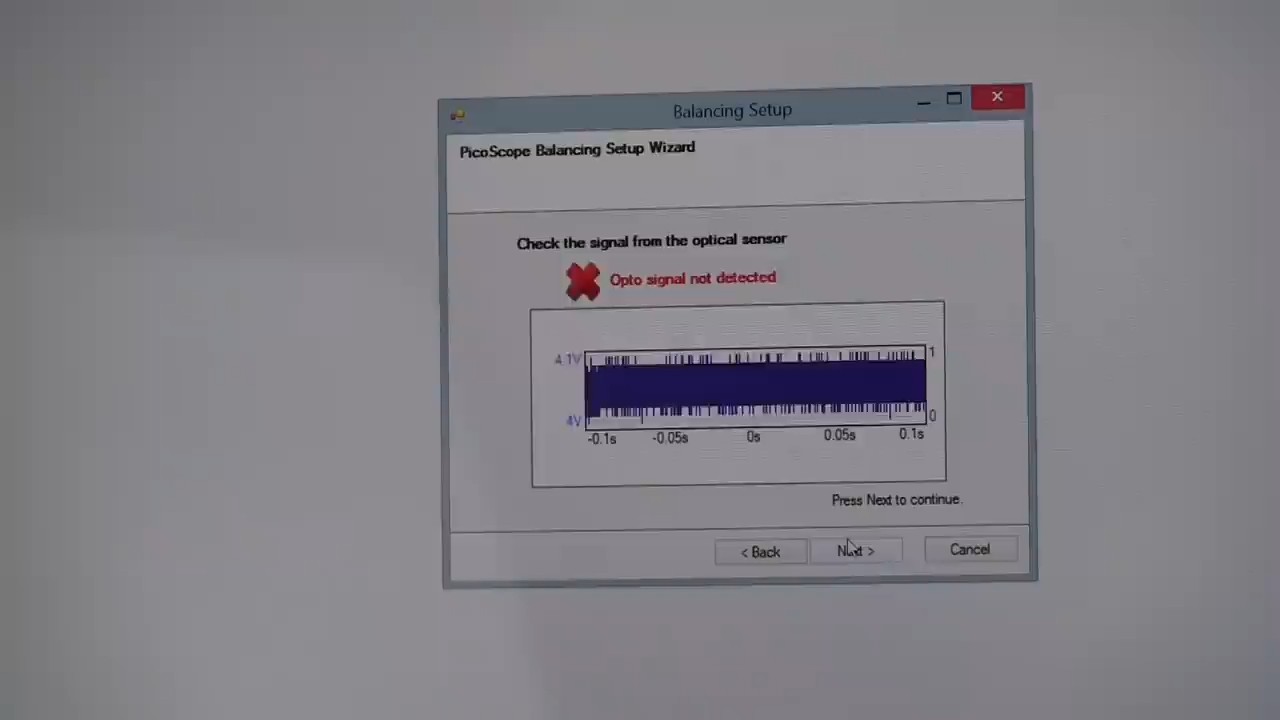 Balancing Setup
PicoScope Balancing Setup Wizard
Check the signal from the optical sensor
Opto signal not detected
4.1V 1
4V 0
-0.1s -0.05s 0s 0.05s 0.1s
Press Next to continue.
< Back Next > Cancel